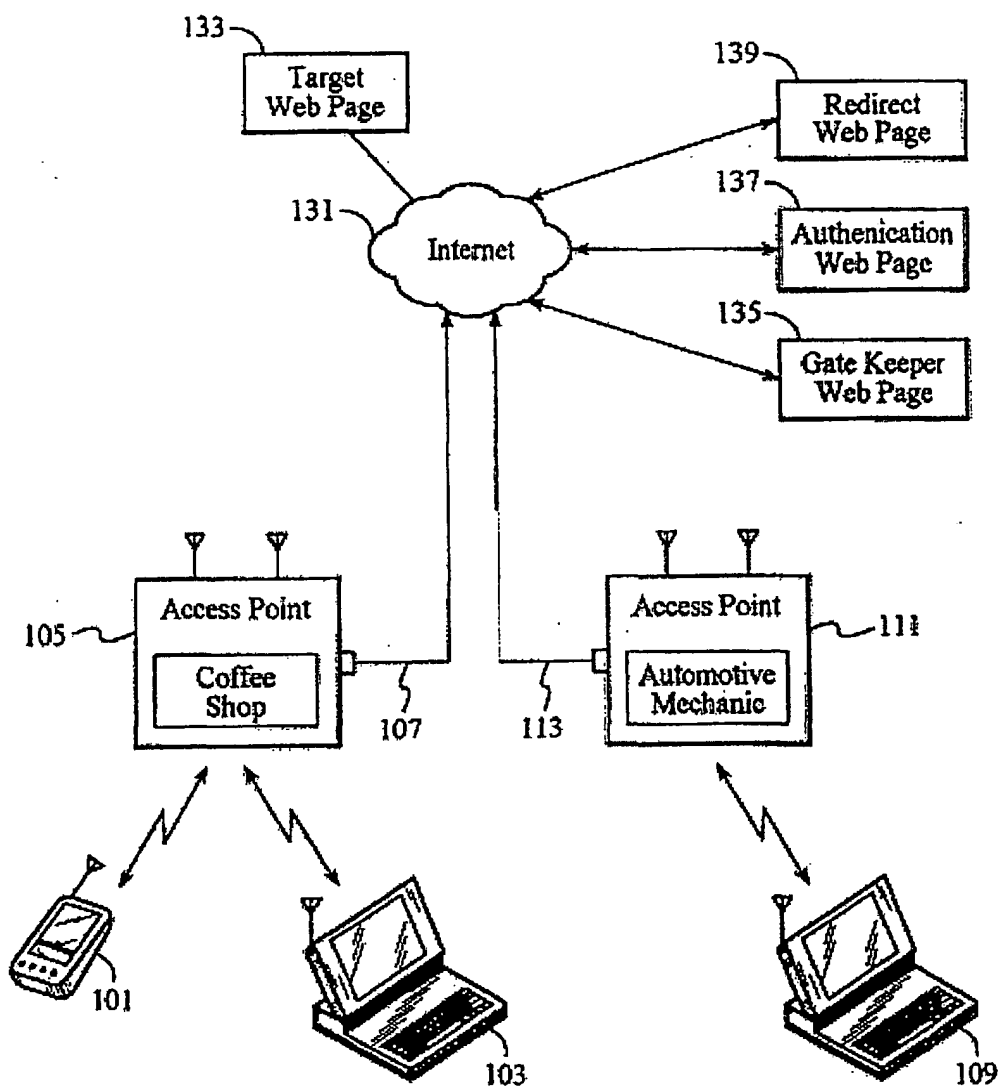 133
Target
Web Page
139
Redirect
Web Page
131
Internet
137
Authenication
Web Page
135
Gate Keeper
Web Page
105
Access Point
Coffee
Shop
107
113
Access Point
Automotive
Mechanic
111
101
103
109